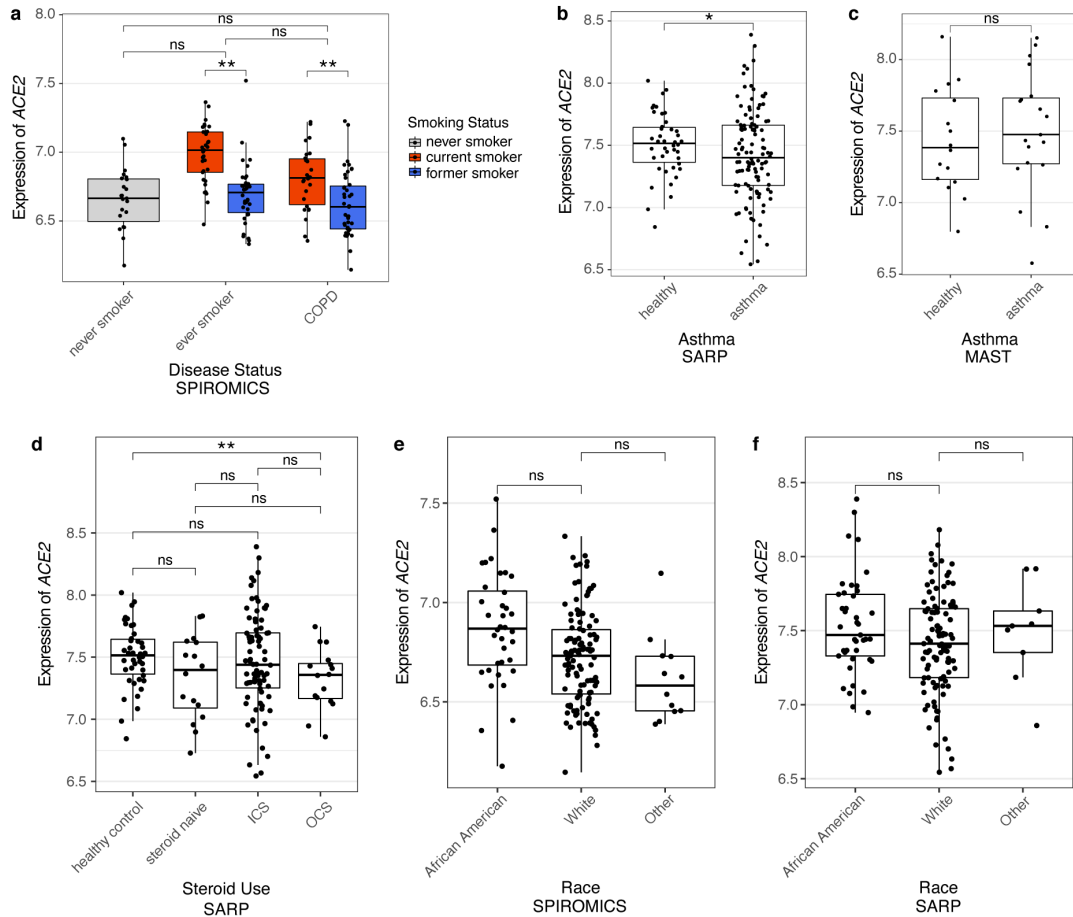 a
8.0
7.5
7.0
6.5
Expression of ACE2
ns
ns
ns
**
**
never smoker
ever smoker
COPD
Disease Status
SPIROMICS
Smoking Status
never smoker
current smoker
former smoker
b
8.5
8.0
7.5
7.0
6.5
Expression of ACE2
*
healthy
asthma
Asthma
SARP
c
8.0
7.5
7.0
6.5
Expression of ACE2
ns
healthy
asthma
Asthma
MAST
d
8.5
8.0
7.5
7.0
6.5
Expression of ACE2
**
ns
ns
ns
ns
ns
healthy control
steroid naive
ICS
OCS
Steroid Use
SARP
e
7.5
7.0
6.5
Expression of ACE2
ns
ns
African American
White
Other
Race
SPIROMICS
f
8.5
8.0
7.5
7.0
6.5
Expression of ACE2
ns
ns
African American
White
Other
Race
SARP